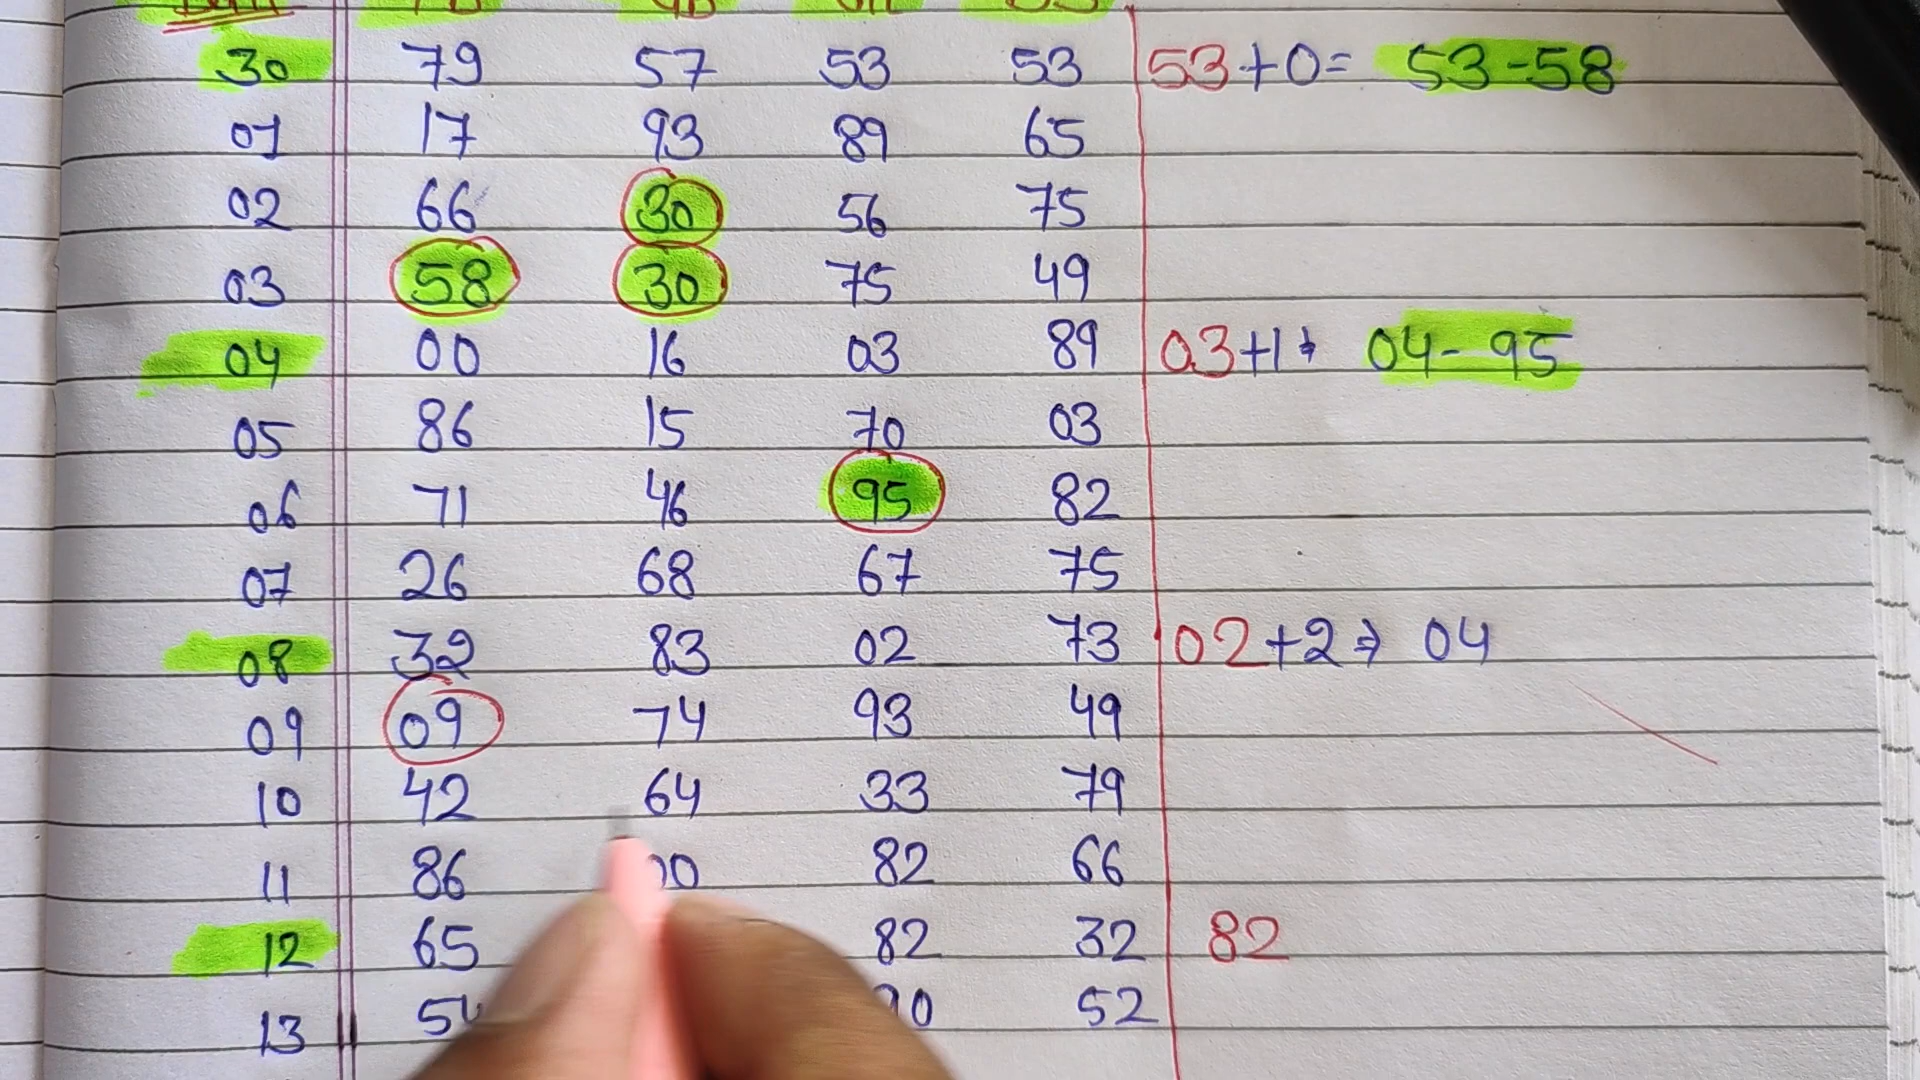 30 79 57 53 53 53+0= 53-58
01 17 93 89 65
02 66 30 56 75
03 58 30 75 49
04 00 16 03 89 03+1⇒ 04-95
05 86 15 70 03
06 71 46 95 82
07 26 68 67 75
08 32 83 02 73 02+2⇒ 04
09 09 74 93 49
10 42 64 33 79
11 86 82 66
12 65 82 32 82
13 52